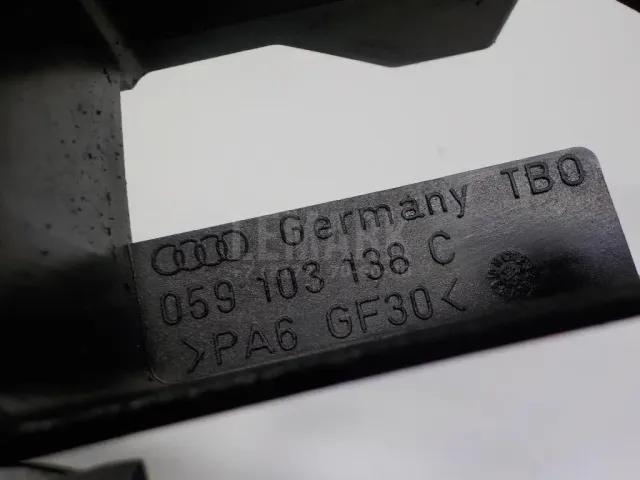 Germany TBO
059 103 138 C
>PA6 GF30<